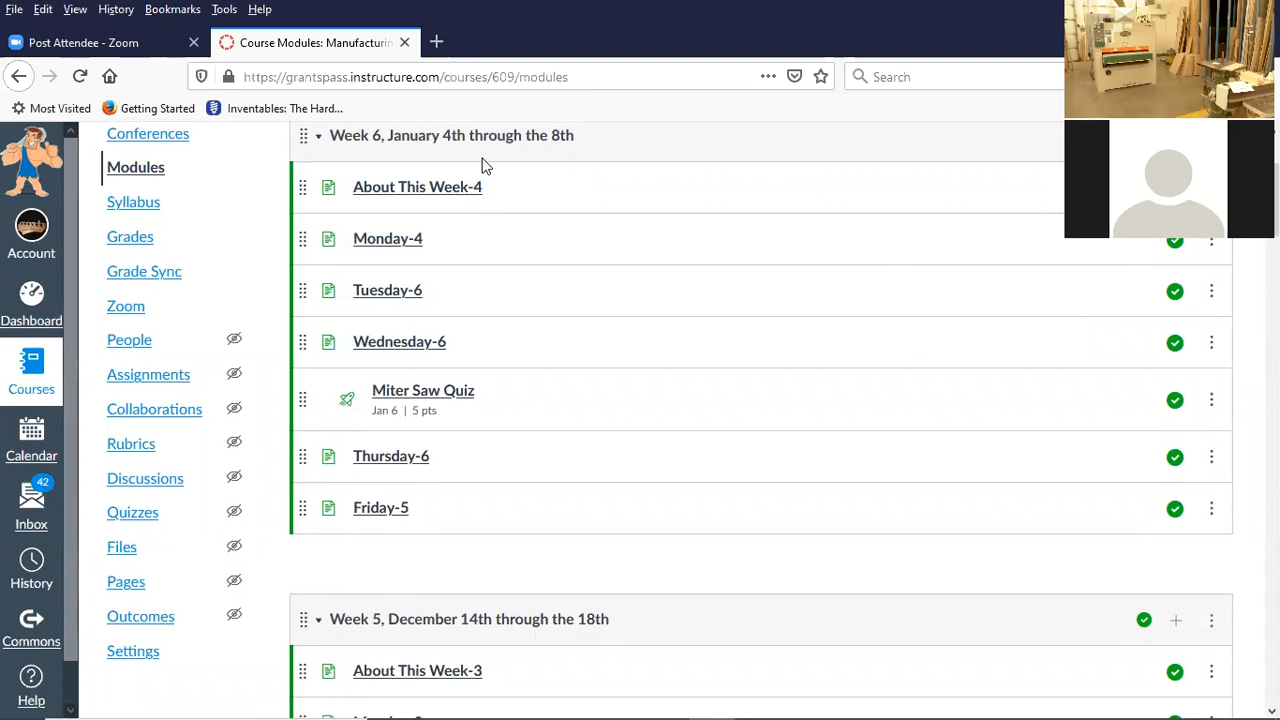 File Edit View History Bookmarks Tools Help
Post Attendee - Zoom
Course Modules: Manufacturin
https://grantspass.instructure.com/courses/609/modules
Search
Most Visited
Getting Started
Inventables: The Hard...
Account
Dashboard
Courses
Calendar
42
Inbox
History
Commons
Help
Conferences
Modules
Syllabus
Grades
Grade Sync
Zoom
People
Assignments
Collaborations
Rubrics
Discussions
Quizzes
Files
Pages
Outcomes
Settings
Week 6, January 4th through the 8th
About This Week-4
Monday-4
Tuesday-6
Wednesday-6
Miter Saw Quiz
Jan 6 | 5 pts
Thursday-6
Friday-5
Week 5, December 14th through the 18th
About This Week-3